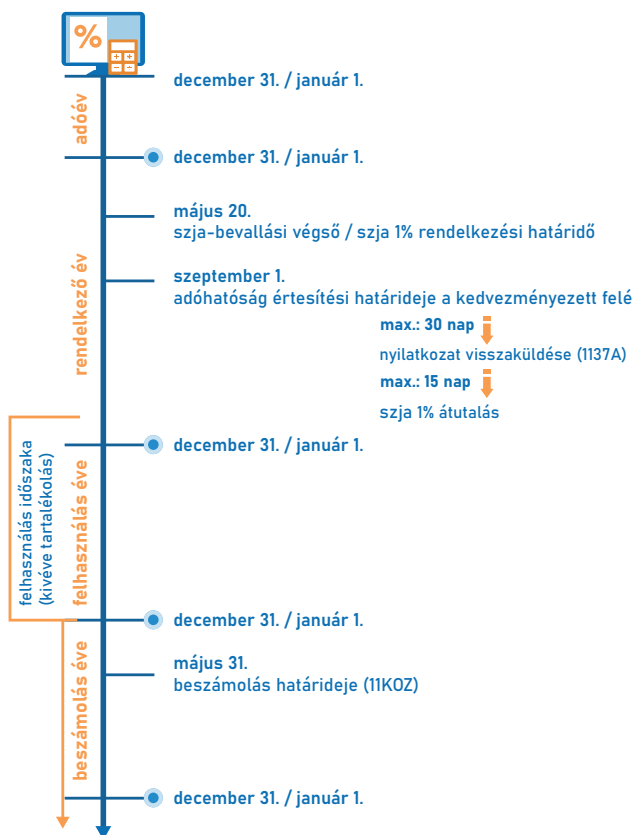 %
december 31. / január 1.
adóév
december 31. / január 1.
május 20.
szja-bevallási végső / szja 1% rendelkezési határidő
rendelkező év
szeptember 1.
adóhatóság értesítési határideje a kedvezményezett felé
max.: 30 nap
nyilatkozat visszaküldése (1137A)
max.: 15 nap
szja 1% átutalás
december 31. / január 1.
felhasználás időszaka
(kivéve tartalékolás)
felhasználás éve
december 31. / január 1.
beszámolás éve
május 31.
beszámolás határideje (11KOZ)
december 31. / január 1.